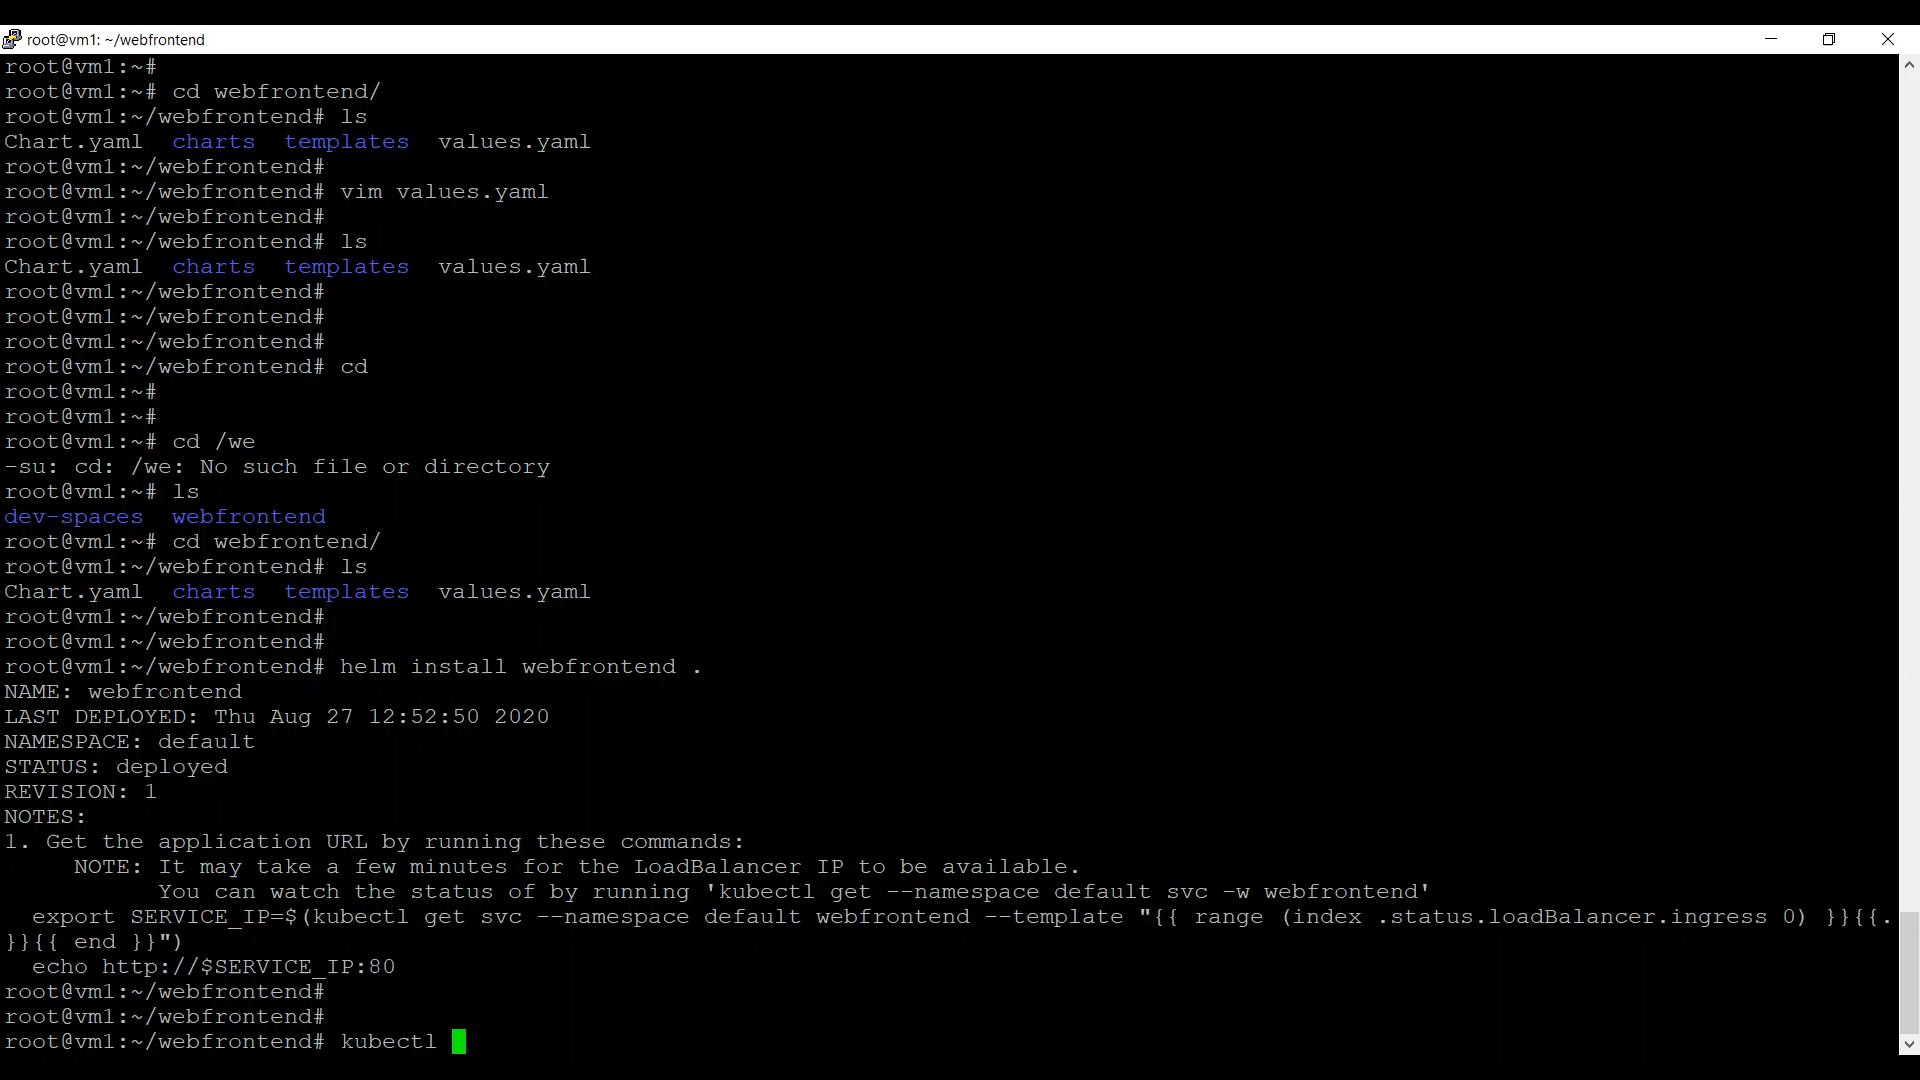 root@vm1: ~/webfrontend
root@vm1:~#
root@vm1:~# cd webfrontend/
root@vm1:~/webfrontend# ls
Chart.yaml  charts  templates  values.yaml
root@vm1:~/webfrontend#
root@vm1:~/webfrontend# vim values.yaml
root@vm1:~/webfrontend#
root@vm1:~/webfrontend# ls
Chart.yaml  charts  templates  values.yaml
root@vm1:~/webfrontend#
root@vm1:~/webfrontend#
root@vm1:~/webfrontend#
root@vm1:~/webfrontend# cd
root@vm1:~#
root@vm1:~#
root@vm1:~# cd /we
-su: cd: /we: No such file or directory
root@vm1:~# ls
dev-spaces  webfrontend
root@vm1:~# cd webfrontend/
root@vm1:~/webfrontend# ls
Chart.yaml  charts  templates  values.yaml
root@vm1:~/webfrontend#
root@vm1:~/webfrontend#
root@vm1:~/webfrontend# helm install webfrontend .
NAME: webfrontend
LAST DEPLOYED: Thu Aug 27 12:52:50 2020
NAMESPACE: default
STATUS: deployed
REVISION: 1
NOTES:
1. Get the application URL by running these commands:
     NOTE: It may take a few minutes for the LoadBalancer IP to be available.
           You can watch the status of by running 'kubectl get --namespace default svc -w webfrontend'
  export SERVICE_IP=$(kubectl get svc --namespace default webfrontend --template "{{ range (index .status.loadBalancer.ingress 0) }}{{.
}}{{ end }}")
  echo http://$SERVICE_IP:80
root@vm1:~/webfrontend#
root@vm1:~/webfrontend#
root@vm1:~/webfrontend# kubectl